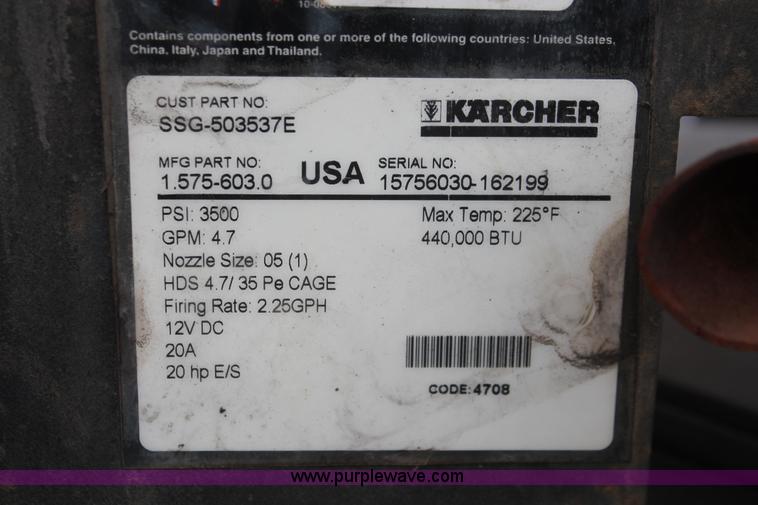 Contains components from one or more of the following countries: United States,
China, Italy, Japan and Thailand.
CUST PART NO:
SSG-503537E
KÄRCHER
MFG PART NO:
1.575-603.0
USA
SERIAL NO:
15756030-162199
PSI: 3500
GPM: 4.7
Nozzle Size: 05 (1)
HDS 4.7/ 35 Pe CAGE
Firing Rate: 2.25GPH
12V DC
20A
20 hp E/S
Max Temp: 225°F
440,000 BTU
CODE: 4708
www.purplewave.com